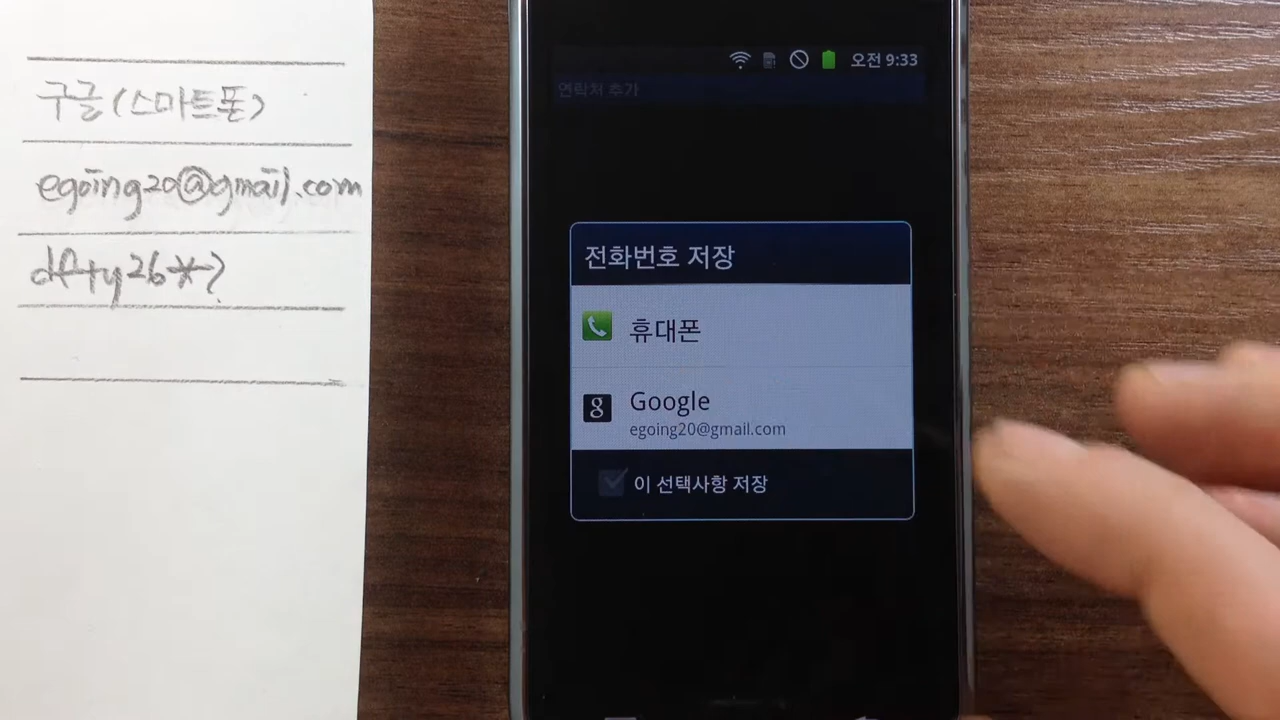 구글(스마트폰)
egoing20@gmail.com
dfty26*?
오전 9:33
연락처 추가
전화번호 저장
휴대폰
g Google
egoing20@gmail.com
이 선택사항 저장